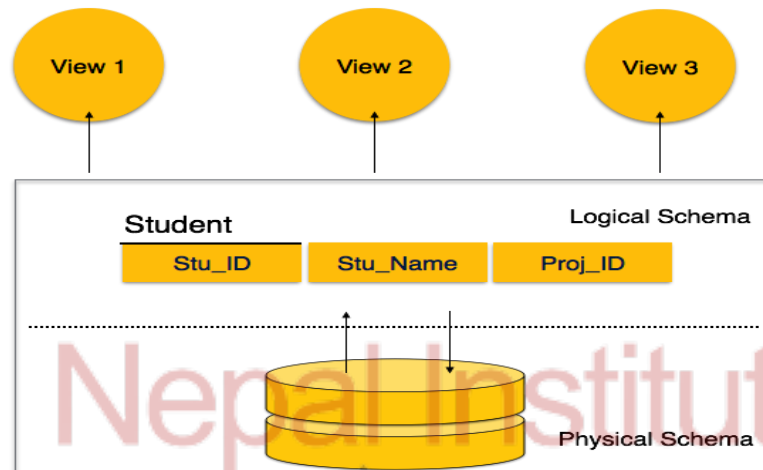 View 1
View 2
View 3
Logical Schema
Student
Stu_ID
Stu_Name
Proj_ID
Nepal Institut
Physical Schema